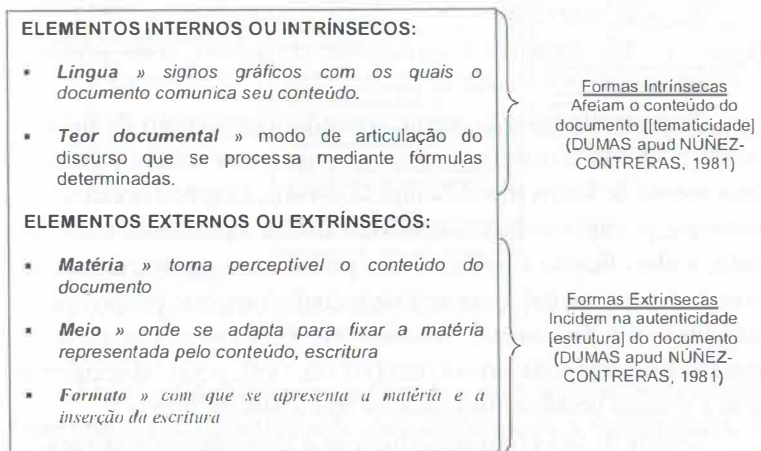 ELEMENTOS INTERNOS OU INTRÍNSECOS:
▪ Língua » signos gráficos com os quais o
documento comunica seu conteúdo.
▪ Teor documental » modo de articulação do
discurso que se processa mediante fórmulas
determinadas.
ELEMENTOS EXTERNOS OU EXTRÍNSECOS:
▪ Matéria » torna perceptível o conteúdo do
documento
▪ Meio » onde se adapta para fixar a matéria
representada pelo conteúdo, escritura
▪ Formato » com que se apresenta a matéria e a
inserção da escritura
Formas Intrínsecas
Afetam o conteúdo do
documento [[tematicidade]
(DUMAS apud NÚÑEZ-
CONTRERAS, 1981)
Formas Extrinsecas
Incidem na autenticidade
[estrutura] do documento
(DUMAS apud NÚÑEZ-
CONTRERAS, 1981)